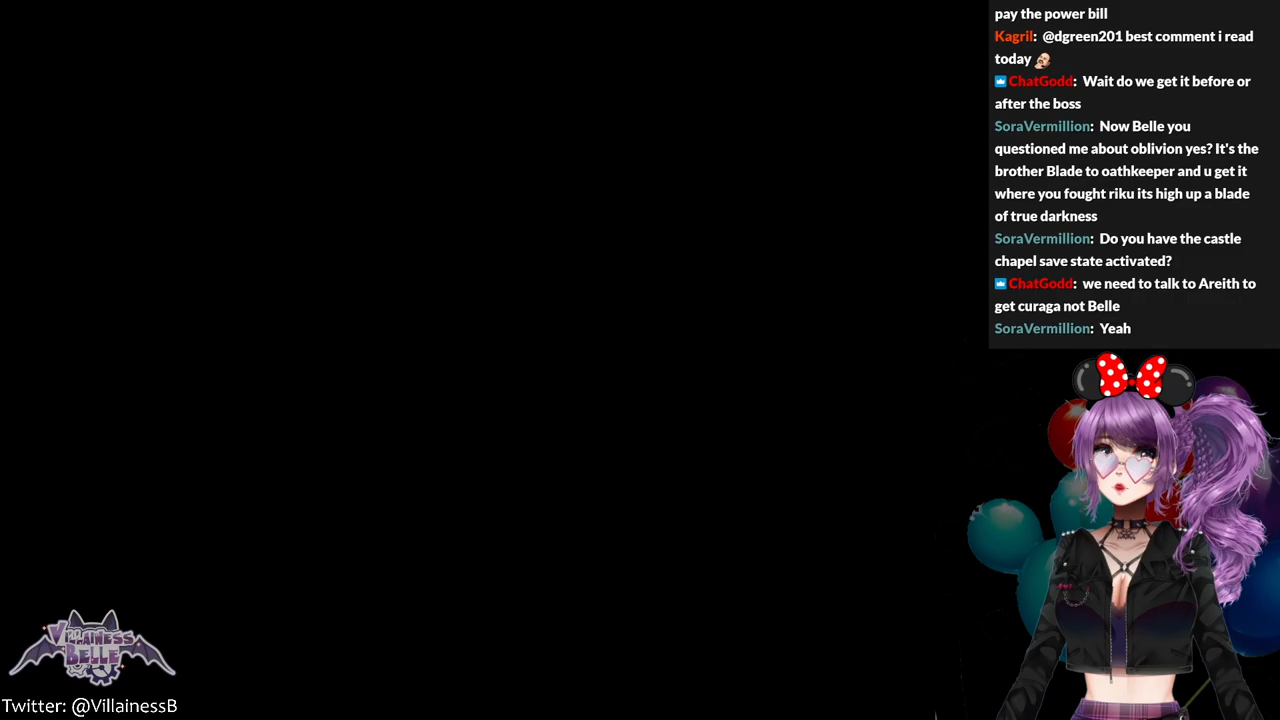 pay the power bill
Kagril: @dgreen201 best comment i read
today
ChatGodd: Wait do we get it before or
after the boss
SoraVermillion: Now Belle you
questioned me about oblivion yes? It's the
brother Blade to oathkeeper and u get it
where you fought riku its high up a blade
of true darkness
SoraVermillion: Do you have the castle
chapel save state activated?
ChatGodd: we need to talk to Areith to
get curaga not Belle
SoraVermillion: Yeah
VILLAINESS
BELLE
Twitter: @VillainessB